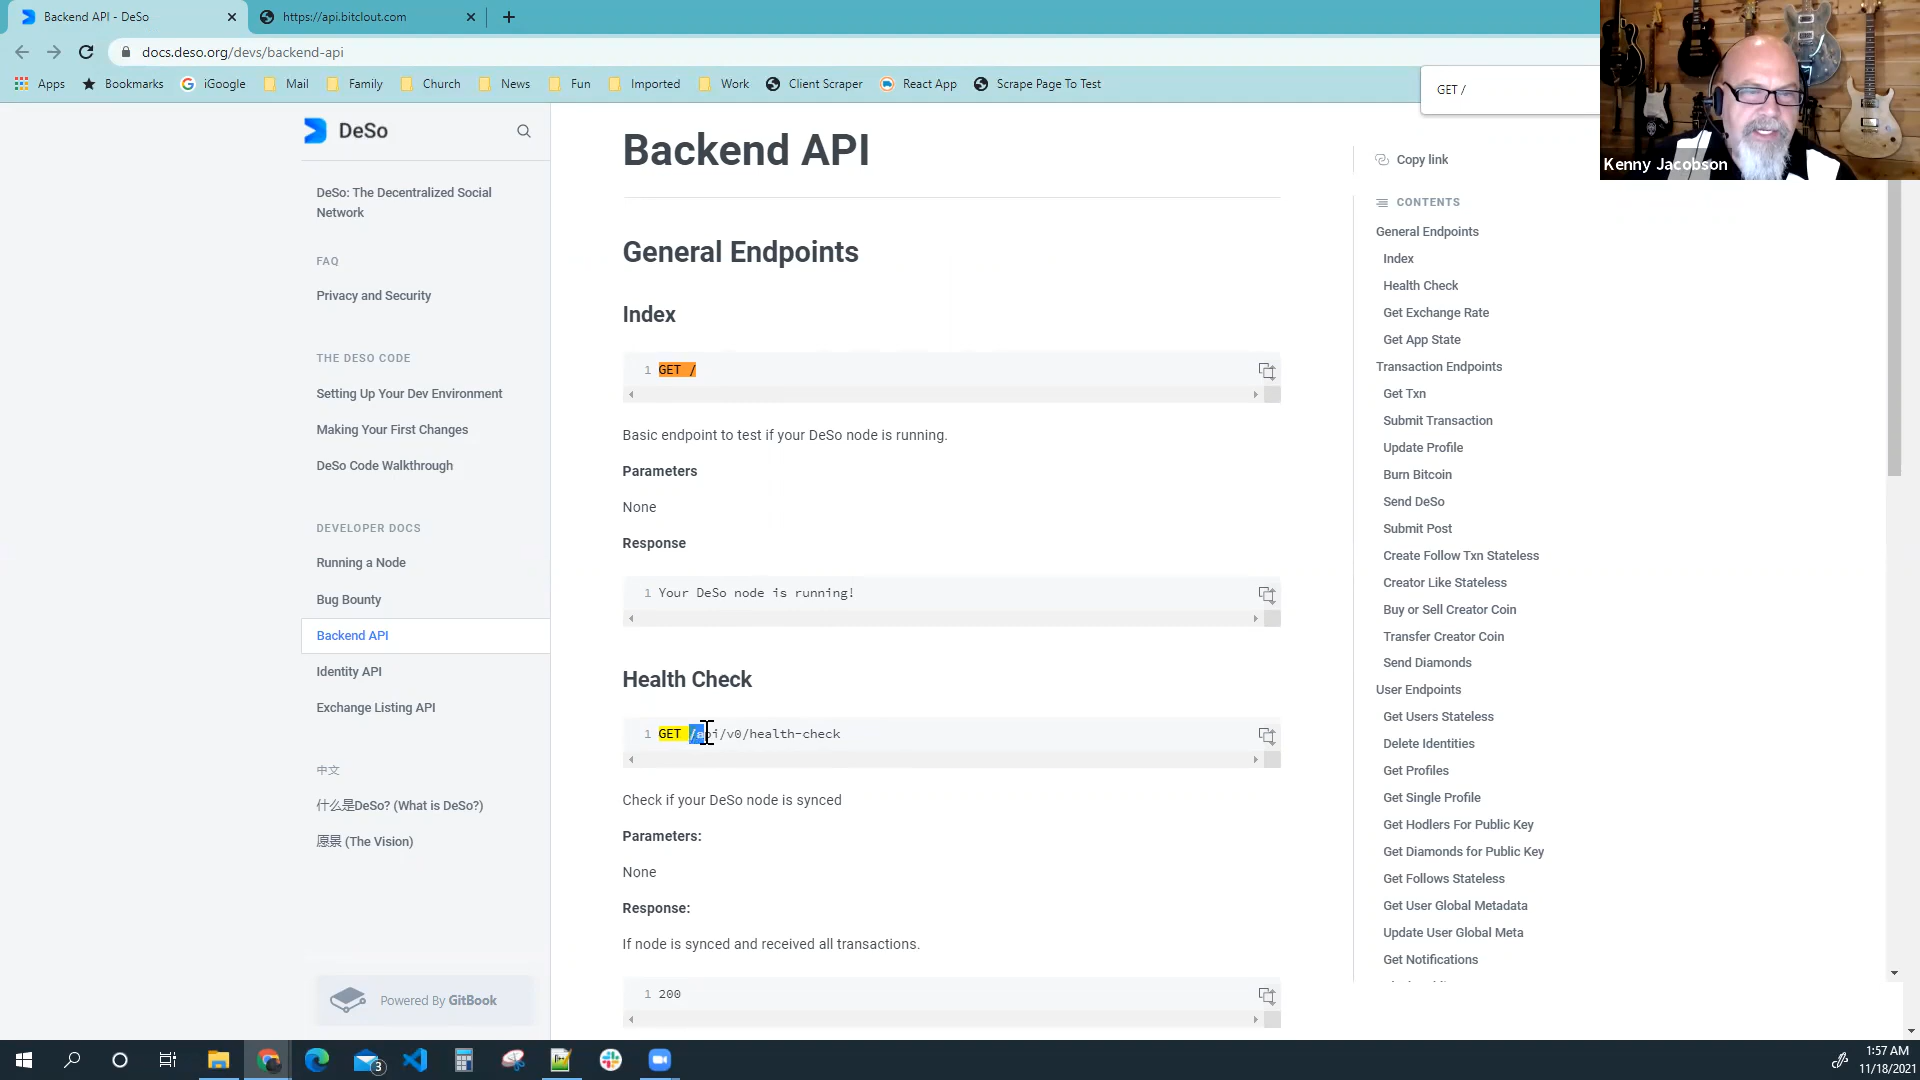 Backend API - DeSo
https://api.bitclout.com
docs.deso.org/devs/backend-api
Apps
Bookmarks
iGoogle
Mail
Family
Church
News
Fun
Imported
Work
Client Scraper
React App
Scrape Page To Test
GET /
Kenny Jacobson
DeSo
DeSo: The Decentralized Social
Network
FAQ
Privacy and Security
THE DESO CODE
Setting Up Your Dev Environment
Making Your First Changes
DeSo Code Walkthrough
DEVELOPER DOCS
Running a Node
Bug Bounty
Backend API
Identity API
Exchange Listing API
中文
什么是DeSo? (What is DeSo?)
愿景 (The Vision)
Powered By GitBook
Backend API
General Endpoints
Index
1 GET /
Basic endpoint to test if your DeSo node is running.
Parameters
None
Response
1 Your DeSo node is running!
Health Check
1 GET /api/v0/health-check
Check if your DeSo node is synced
Parameters:
None
Response:
If node is synced and received all transactions.
1 200
Copy link
CONTENTS
General Endpoints
Index
Health Check
Get Exchange Rate
Get App State
Transaction Endpoints
Get Txn
Submit Transaction
Update Profile
Burn Bitcoin
Send DeSo
Submit Post
Create Follow Txn Stateless
Creator Like Stateless
Buy or Sell Creator Coin
Transfer Creator Coin
Send Diamonds
User Endpoints
Get Users Stateless
Delete Identities
Get Profiles
Get Single Profile
Get Hodlers For Public Key
Get Diamonds for Public Key
Get Follows Stateless
Get User Global Metadata
Update User Global Meta
Get Notifications
3
1:57 AM
11/18/2021